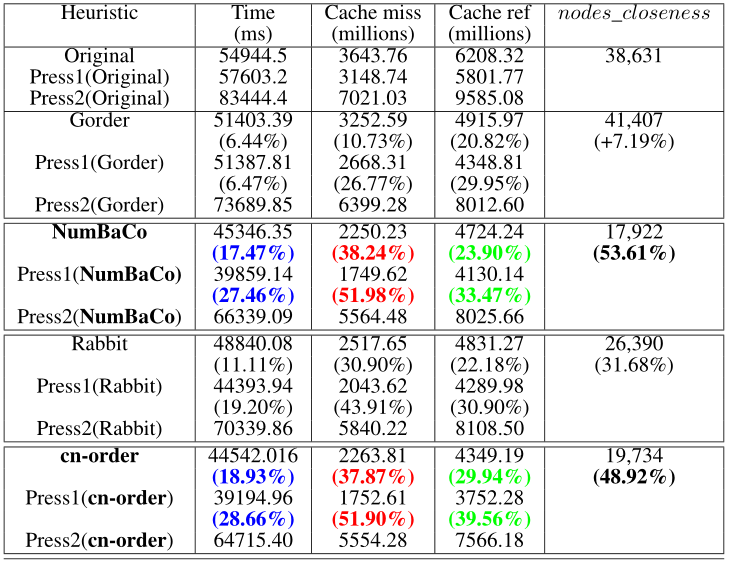 Heuristic Time Cache miss Cache ref nodes_closeness
(ms) (millions) (millions)
Original 54944.5 3643.76 6208.32 38,631
Press1(Original) 57603.2 3148.74 5801.77
Press2(Original) 83444.4 7021.03 9585.08
Gorder 51403.39 3252.59 4915.97 41,407
(6.44%) (10.73%) (20.82%) (+7.19%)
Press1(Gorder) 51387.81 2668.31 4348.81
(6.47%) (26.77%) (29.95%)
Press2(Gorder) 73689.85 6399.28 8012.60
NumBaCo 45346.35 2250.23 4724.24 17,922
(17.47%) (38.24%) (23.90%) (53.61%)
Press1(NumBaCo) 39859.14 1749.62 4130.14
(27.46%) (51.98%) (33.47%)
Press2(NumBaCo) 66339.09 5564.48 8025.66
Rabbit 48840.08 2517.65 4831.27 26,390
(11.11%) (30.90%) (22.18%) (31.68%)
Press1(Rabbit) 44393.94 2043.62 4289.98
(19.20%) (43.91%) (30.90%)
Press2(Rabbit) 70339.86 5840.22 8108.50
cn-order 44542.016 2263.81 4349.19 19,734
(18.93%) (37.87%) (29.94%) (48.92%)
Press1(cn-order) 39194.96 1752.61 3752.28
(28.66%) (51.90%) (39.56%)
Press2(cn-order) 64715.40 5554.28 7566.18